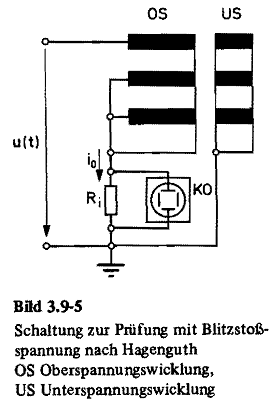 OS US
u(t)
i₀
Rᵢ
KO
Bild 3.9-5
Schaltung zur Prüfung mit Blitzstoß-
spannung nach Hagenguth
OS Oberspannungswicklung,
US Unterspannungswicklung